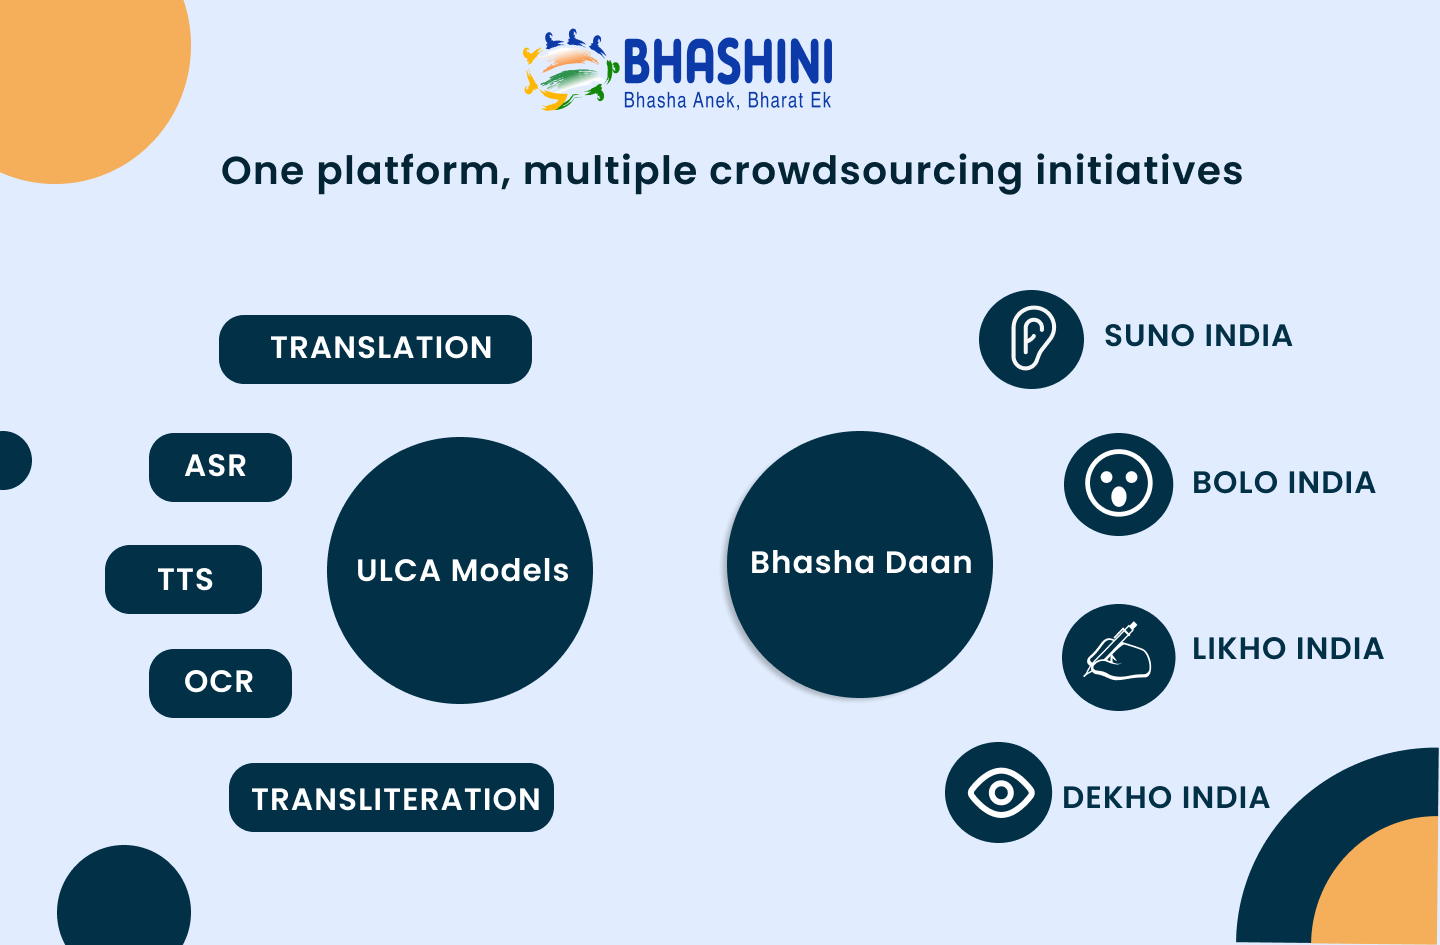 BHASHINI
Bhasha Anek, Bharat Ek
One platform, multiple crowdsourcing initiatives
TRANSLATION
ASR
TTS
OCR
TRANSLITERATION
ULCA Models
Bhasha Daan
SUNO INDIA
BOLO INDIA
LIKHO INDIA
DEKHO INDIA